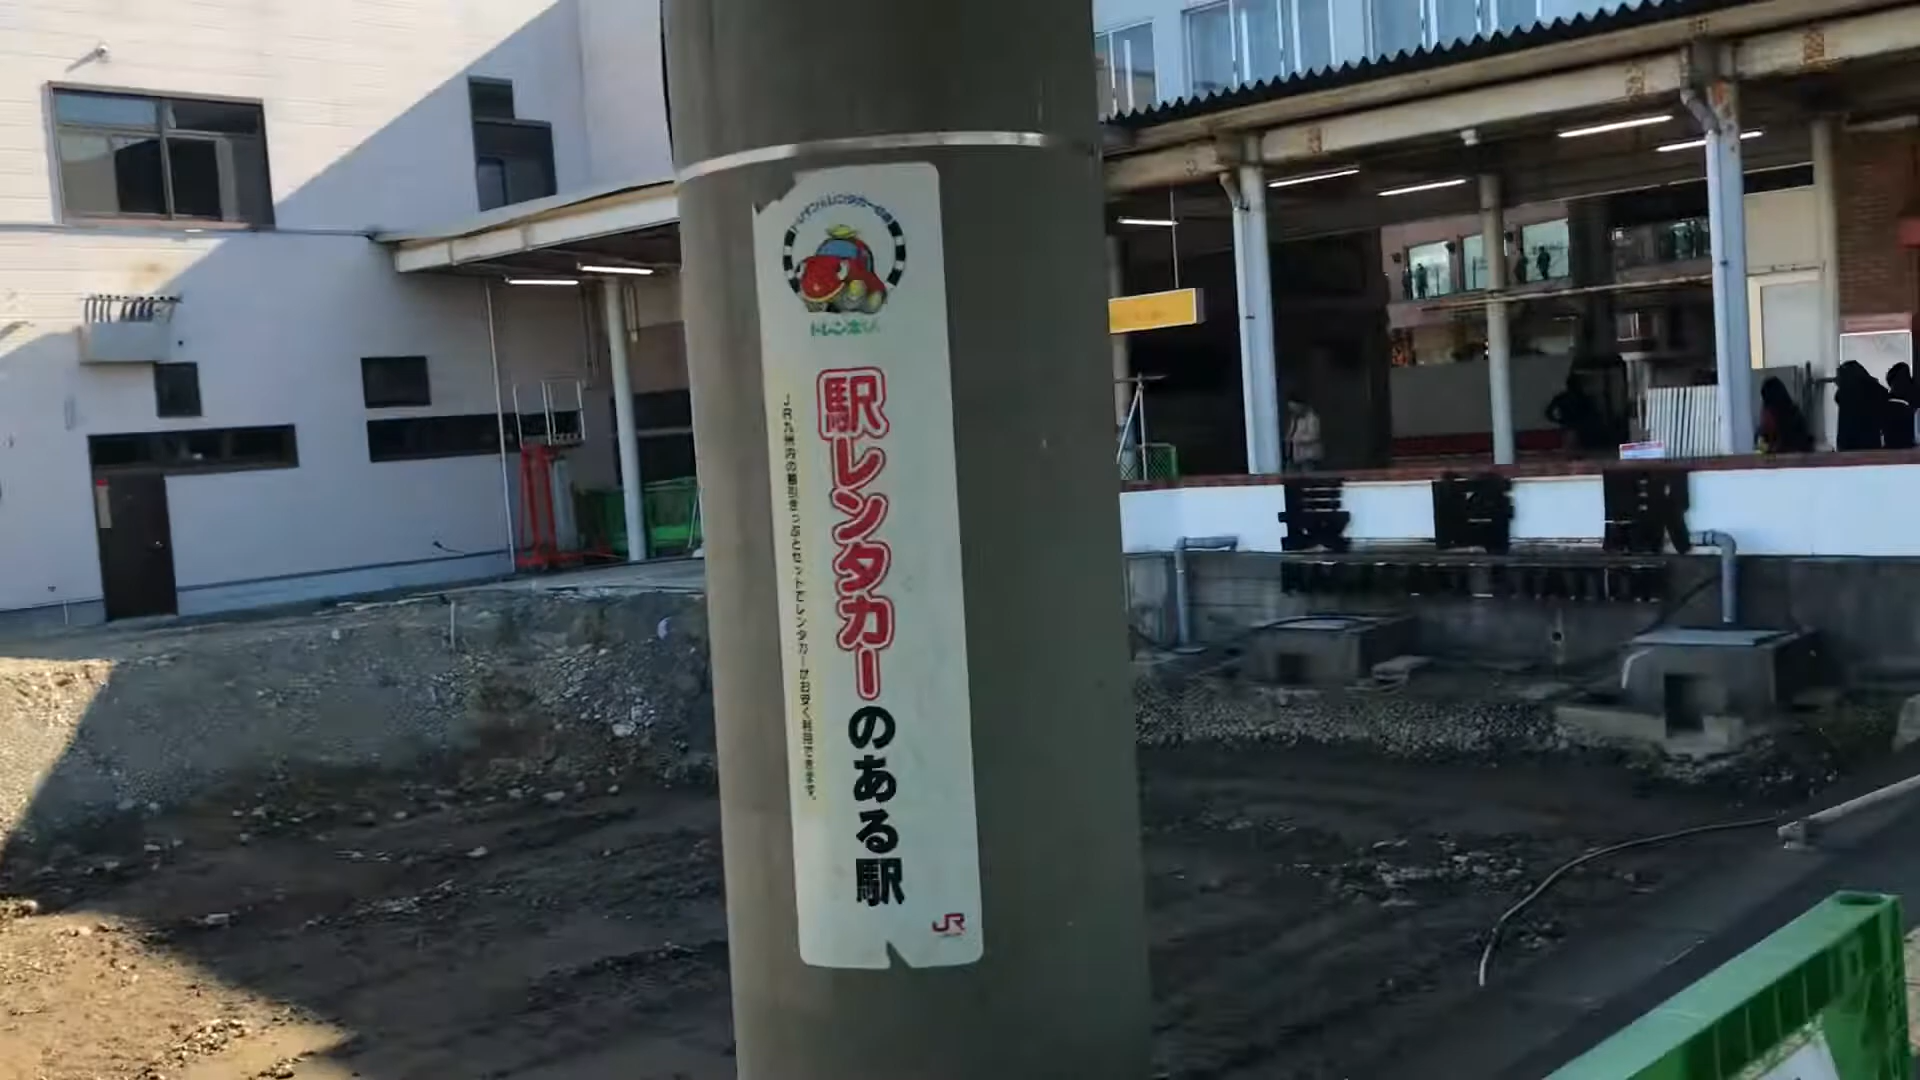 トレン太くん
駅レンタカーのある駅
JR九州内の割引きっぷとセットでレンタカーがお安く利用できます。
JR
長崎駅